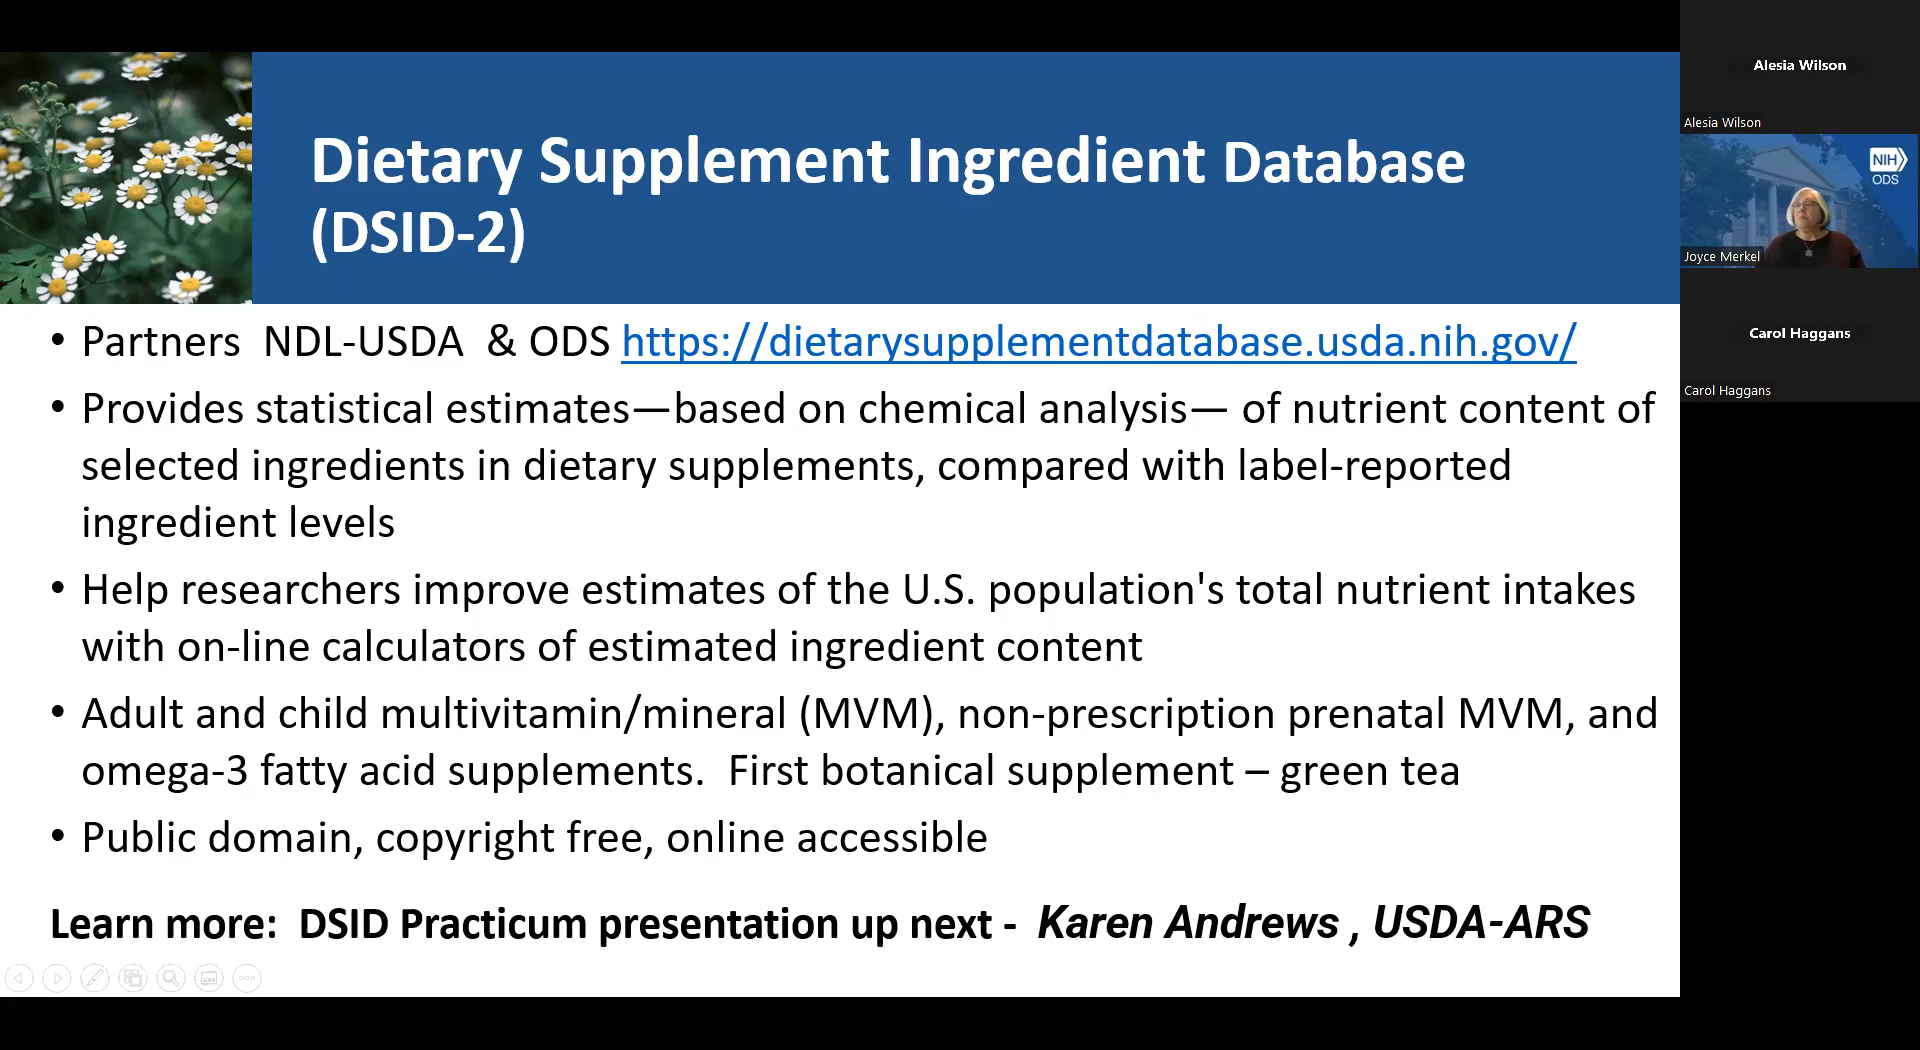 Dietary Supplement Ingredient Database
(DSID-2)
• Partners  NDL-USDA  & ODS https://dietarysupplementdatabase.usda.nih.gov/
• Provides statistical estimates—based on chemical analysis— of nutrient content of
selected ingredients in dietary supplements, compared with label-reported
ingredient levels
• Help researchers improve estimates of the U.S. population's total nutrient intakes
with on-line calculators of estimated ingredient content
• Adult and child multivitamin/mineral (MVM), non-prescription prenatal MVM, and
omega-3 fatty acid supplements.  First botanical supplement – green tea
• Public domain, copyright free, online accessible
Learn more:  DSID Practicum presentation up next -  Karen Andrews , USDA-ARS
Alesia Wilson
Alesia Wilson
NIH
ODS
Joyce Merkel
Carol Haggans
Carol Haggans